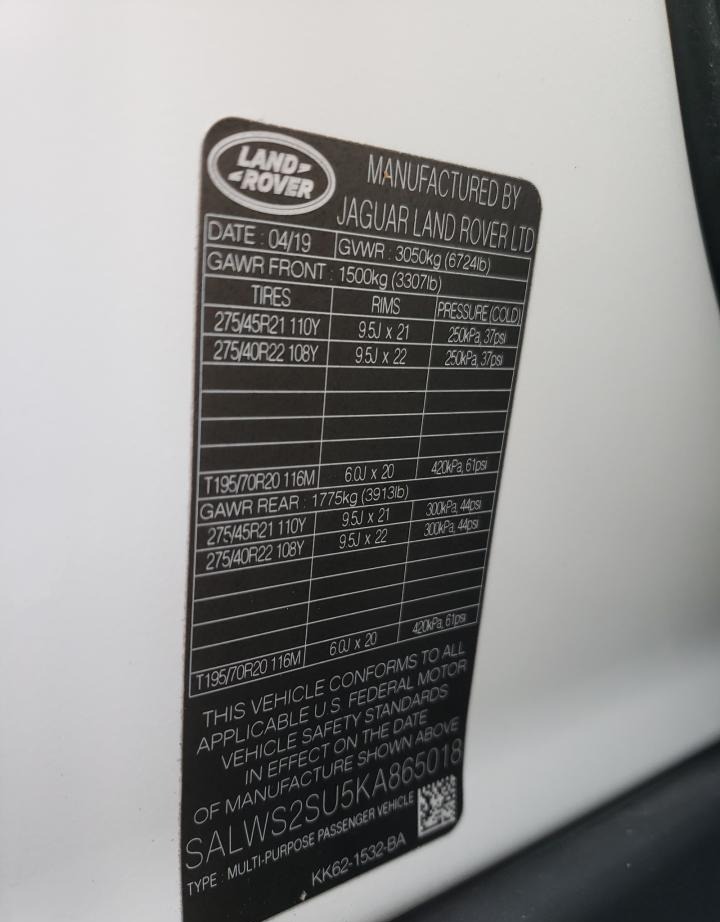 LAND ROVER
MANUFACTURED BY
JAGUAR LAND ROVER LTD
DATE : 04/19 GVWR : 3050kg (6724lb)
GAWR FRONT : 1500kg (3307lb)
TIRES RIMS PRESSURE (COLD)
275/45R21 110Y 9.5J x 21 250kPa, 37psi
275/40R22 108Y 9.5J x 22 250kPa, 37psi
T195/70R20 116M 6.0J x 20 420kPa, 61psi
GAWR REAR : 1775kg (3913lb)
275/45R21 110Y 9.5J x 21 300kPa, 44psi
275/40R22 108Y 9.5J x 22 300kPa, 44psi
T195/70R20 116M 6.0J x 20 420kPa, 61psi
THIS VEHICLE CONFORMS TO ALL
APPLICABLE U.S. FEDERAL MOTOR
VEHICLE SAFETY STANDARDS
IN EFFECT ON THE DATE
OF MANUFACTURE SHOWN ABOVE
SALWS2SU5KA865018
TYPE : MULTI-PURPOSE PASSENGER VEHICLE
KK62-1532-BA